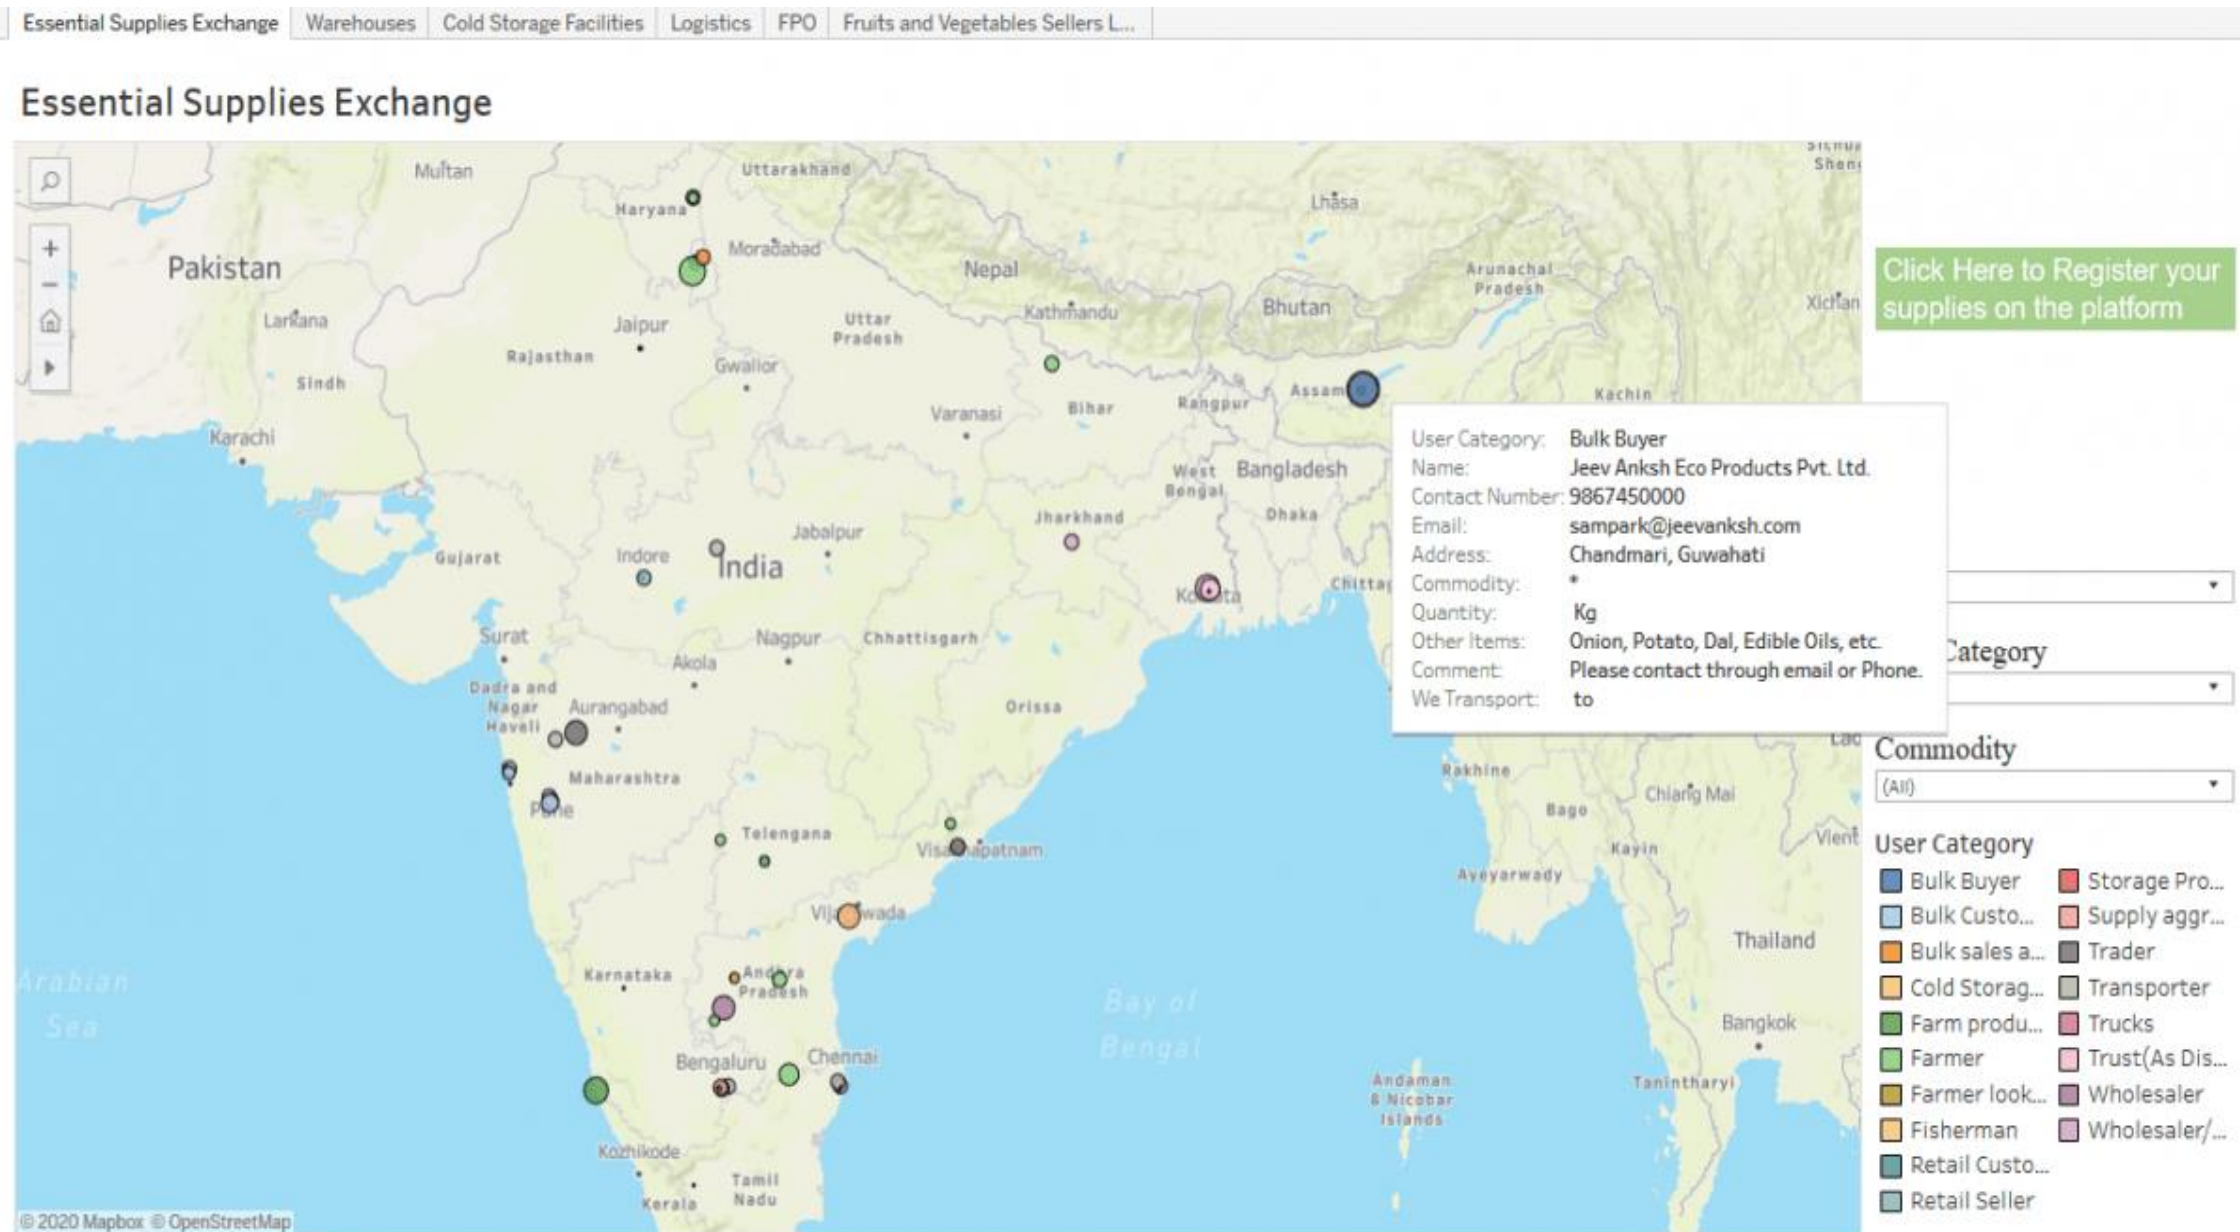 Essential Supplies Exchange
Warehouses
Cold Storage Facilities
Logistics
FPO
Fruits and Vegetables Sellers L...
Essential Supplies Exchange
Multan
Uttarakhand
Lhasa
Haryana
Moradabad
Pakistan
Nepal
Arunachal
Pradesh
Bhutan
Xichan
Larkana
Kathmandu
Jaipur
Uttar
Pradesh
Rajasthan
Gwalior
Sindh
Assam
Kachin
Varanasi
Bihar
Rangpur
Karachi
West
Bengal
Bangladesh
Jharkhand
Dhaka
Jabalpur
Gujarat
Indore
India
Surat
Nagpur
Chhattisgarh
Akola
Dadra and
Nagar
Haveli
Aurangabad
Orissa
Maharashtra
Rakhine
Chiang Mai
Bago
Telengana
Kayin
Ayeyarwady
Thailand
Karnataka
Andhra
Pradesh
Arabian
Sea
Bay of
Bengal
Bangkok
Bengaluru
Chennai
Andaman
& Nicobar
Islands
Tanintharyi
Kozhikode
Tamil
Nadu
Kerala
© 2020 Mapbox © OpenStreetMap
User Category: Bulk Buyer
Name: Jeev Anksh Eco Products Pvt. Ltd.
Contact Number: 9867450000
Email: sampark@jeevanksh.com
Address: Chandmari, Guwahati
Commodity: *
Quantity: Kg
Other Items: Onion, Potato, Dal, Edible Oils, etc.
Comment: Please contact through email or Phone.
We Transport: to
Click Here to Register your
supplies on the platform
Category
Commodity
(All)
User Category
Bulk Buyer
Bulk Custo...
Bulk sales a...
Cold Storag...
Farm produ...
Farmer
Farmer look...
Fisherman
Retail Custo...
Retail Seller
Storage Pro...
Supply aggr...
Trader
Transporter
Trucks
Trust(As Dis...
Wholesaler
Wholesaler/...